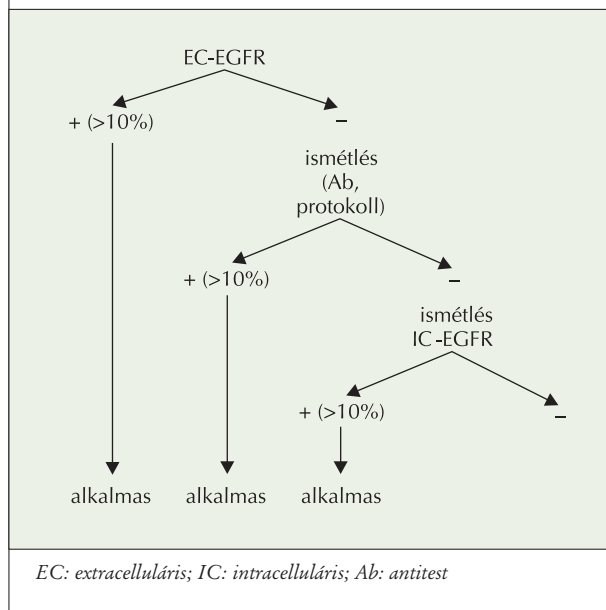 EC-EGFR
+ (>10%)
–
ismétlés
(Ab,
protokoll)
+ (>10%)
–
ismétlés
IC-EGFR
+ (>10%)
–
alkalmas alkalmas alkalmas
EC: extracelluláris; IC: intracelluláris; Ab: antitest